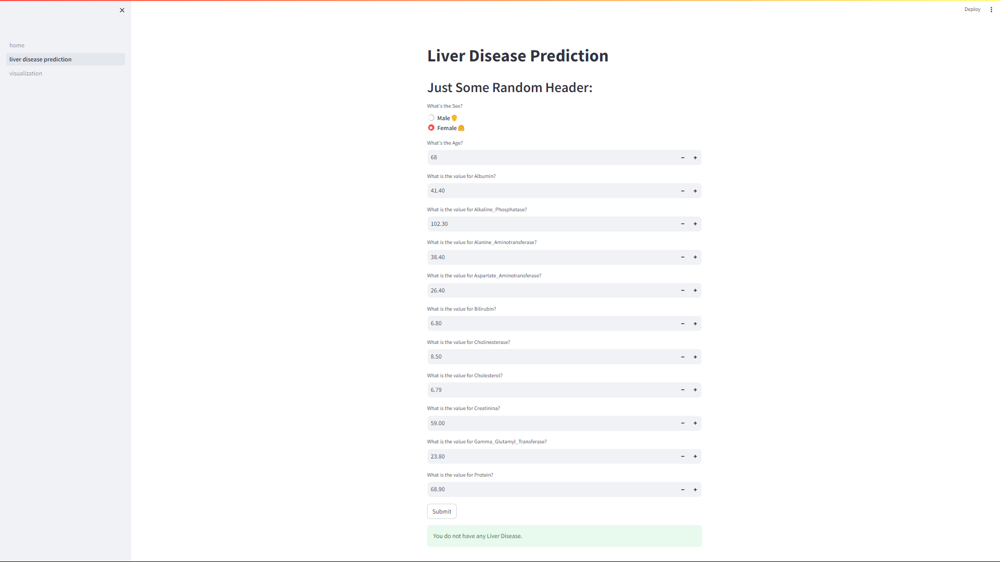 Deploy
home
liver disease prediction
visualization
Liver Disease Prediction
Just Some Random Header:
What's the Sex?
Male
Female
What's the Age?
68
What is the value for Albumin?
41.40
What is the value for Alkaline_Phosphatase?
102.30
What is the value for Alanine_Aminotransferase?
38.40
What is the value for Aspartate_Aminotransferase?
26.40
What is the value for Bilirubin?
6.80
What is the value for Cholinesterase?
8.50
What is the value for Cholesterol?
6.79
What is the value for Creatinina?
59.00
What is the value for Gamma_Glutamyl_Transferase?
23.80
What is the value for Protein?
68.90
Submit
You do not have any Liver Disease.